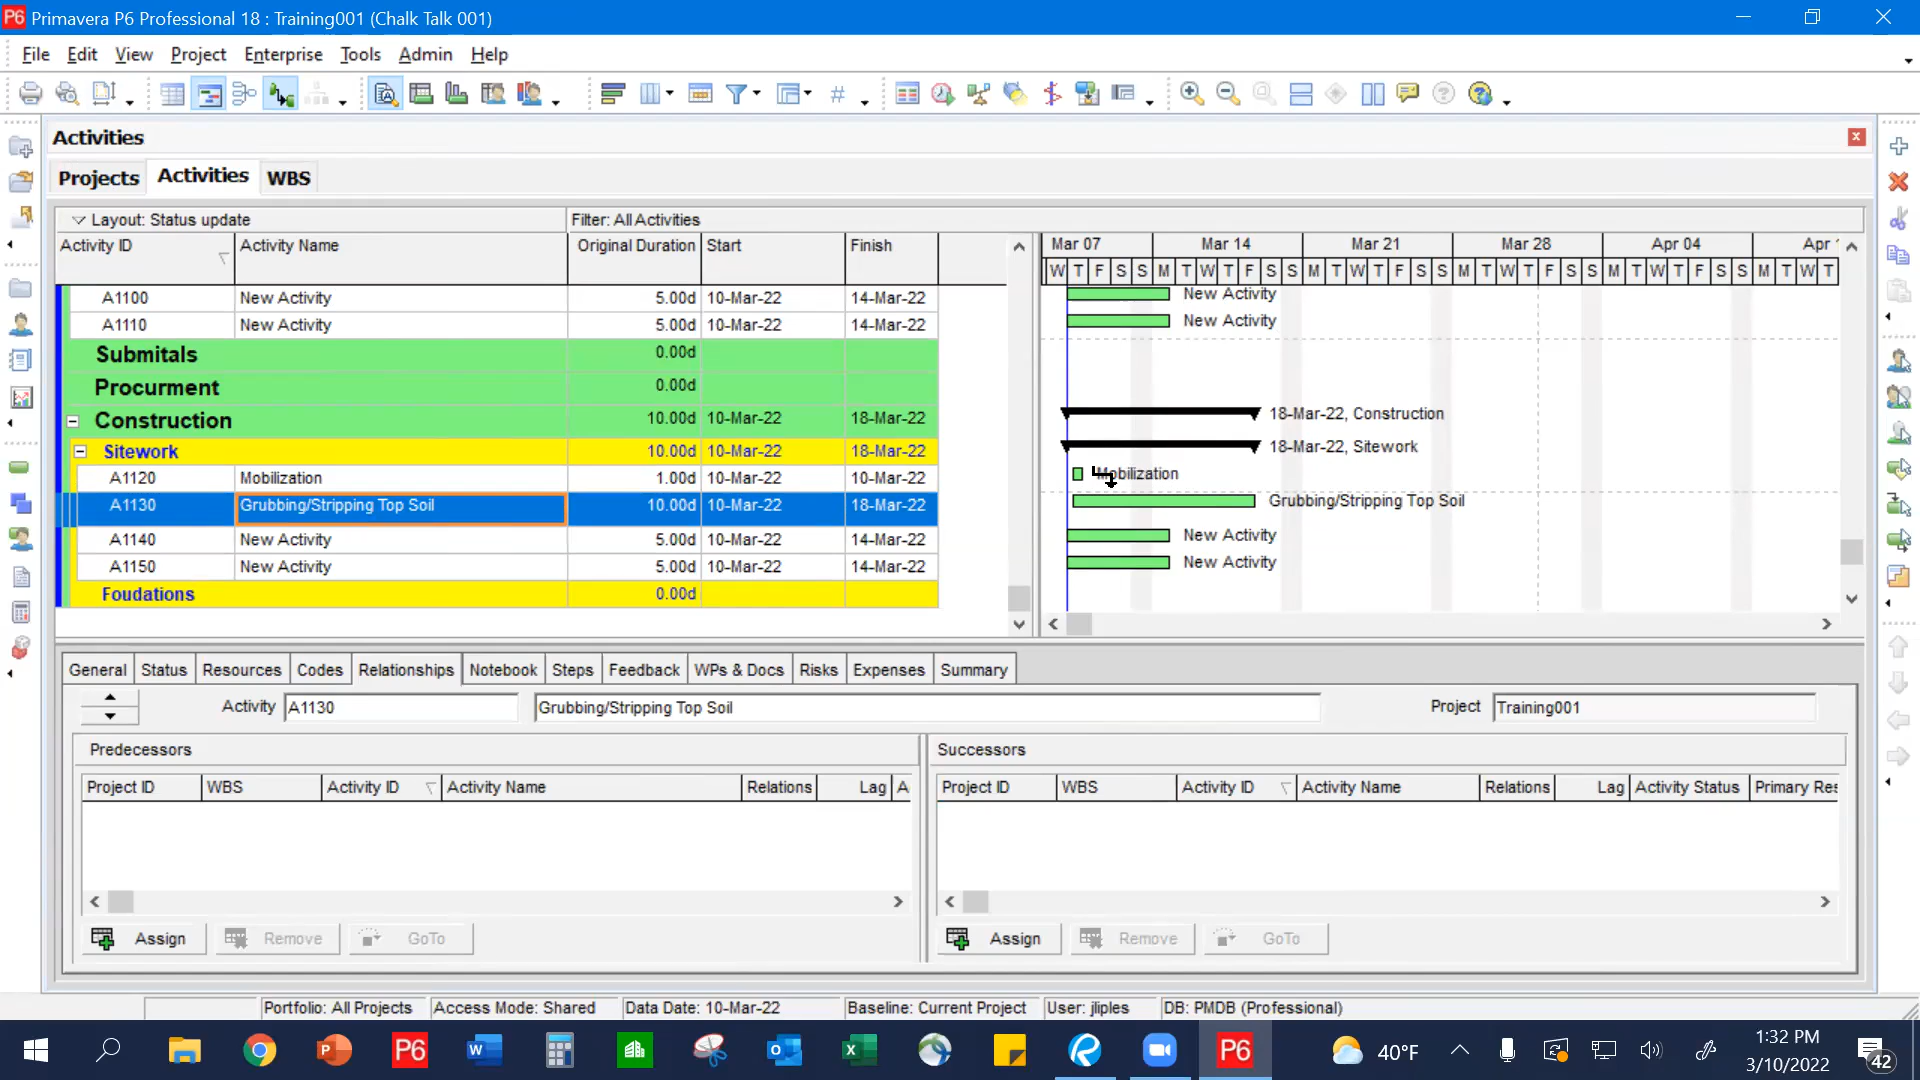 Primavera P6 Professional 18 : Training001 (Chalk Talk 001)
File Edit View Project Enterprise Tools Admin Help
Activities
Projects Activities WBS
Layout: Status update Filter: All Activities
Activity ID Activity Name Original Duration Start Finish
Mar 07 Mar 14 Mar 21 Mar 28 Apr 04 Apr
W T F S S M T W T F S S M T W T F S S M T W T F S S M T W T F S S M T W T
A1100 New Activity 5.00d 10-Mar-22 14-Mar-22 New Activity
A1110 New Activity 5.00d 10-Mar-22 14-Mar-22 New Activity
Submitals 0.00d
Procurment 0.00d
Construction 10.00d 10-Mar-22 18-Mar-22 18-Mar-22, Construction
Sitework 10.00d 10-Mar-22 18-Mar-22 18-Mar-22, Sitework
A1120 Mobilization 1.00d 10-Mar-22 10-Mar-22 Mobilization
A1130 Grubbing/Stripping Top Soil 10.00d 10-Mar-22 18-Mar-22 Grubbing/Stripping Top Soil
A1140 New Activity 5.00d 10-Mar-22 14-Mar-22 New Activity
A1150 New Activity 5.00d 10-Mar-22 14-Mar-22 New Activity
Foudations 0.00d
General Status Resources Codes Relationships Notebook Steps Feedback WPs & Docs Risks Expenses Summary
Activity A1130 Grubbing/Stripping Top Soil Project Training001
Predecessors Successors
Project ID WBS Activity ID Activity Name Relations Lag A
Project ID WBS Activity ID Activity Name Relations Lag Activity Status Primary Res
Assign Remove GoTo Assign Remove GoTo
Portfolio: All Projects Access Mode: Shared Data Date: 10-Mar-22 Baseline: Current Project User: jliples DB: PMDB (Professional)
40°F
1:32 PM
3/10/2022
42